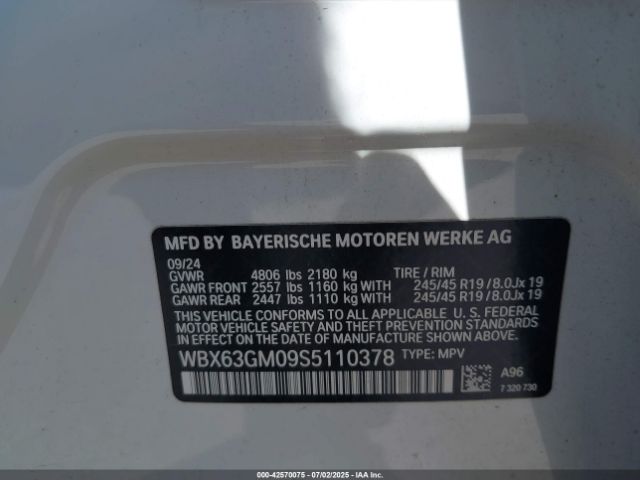 MFD BY BAYERISCHE MOTOREN WERKE AG
09/24
GVWR 4806 lbs 2180 kg TIRE / RIM
GAWR FRONT 2557 lbs 1160 kg WITH 245/45 R19 / 8.0Jx 19
GAWR REAR 2447 lbs 1110 kg WITH 245/45 R19 / 8.0Jx 19
THIS VEHICLE CONFORMS TO ALL APPLICABLE U. S. FEDERAL
MOTOR VEHICLE SAFETY, BUMPER, AND THEFT PREVENTION
STANDARDS IN EFFECT ON THE DATE OF MANUFACTURE SHOWN ABOVE.
WBX63GM09S5110378 TYPE: MPV
A96
7 320 730
000-42570075 - 07/02/2025 - IAA Inc.